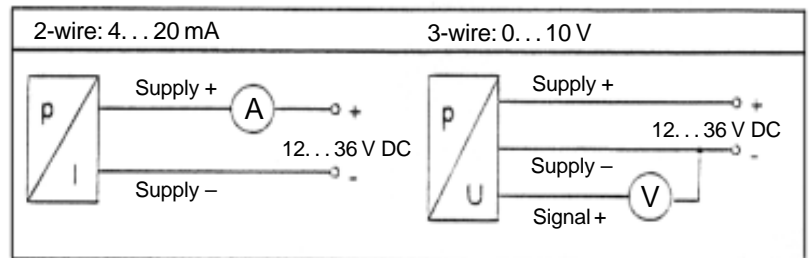 2-wire: 4. . . 20 mA
3-wire: 0. . . 10 V
Supply +
p
A
+
12. . . 36 V DC
I
-
Supply –
Supply +
p
+
12. . . 36 V DC
-
Supply –
U
V
Signal +